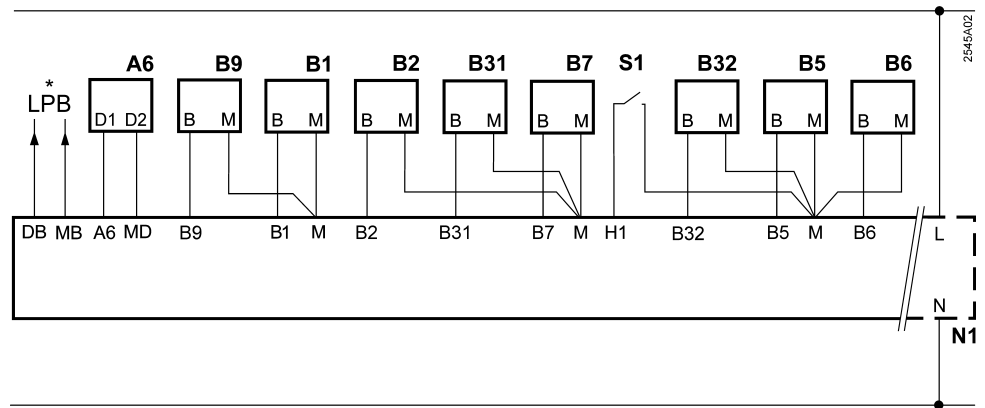 2545A02
A6 B9 B1 B2 B31 B7 S1 B32 B5 B6
*
LPB
D1 D2 B M B M B M B M B M B M B M B M
DB MB A6 MD B9 B1 M B2 B31 B7 M H1 B32 B5 M B6 L
N
N1